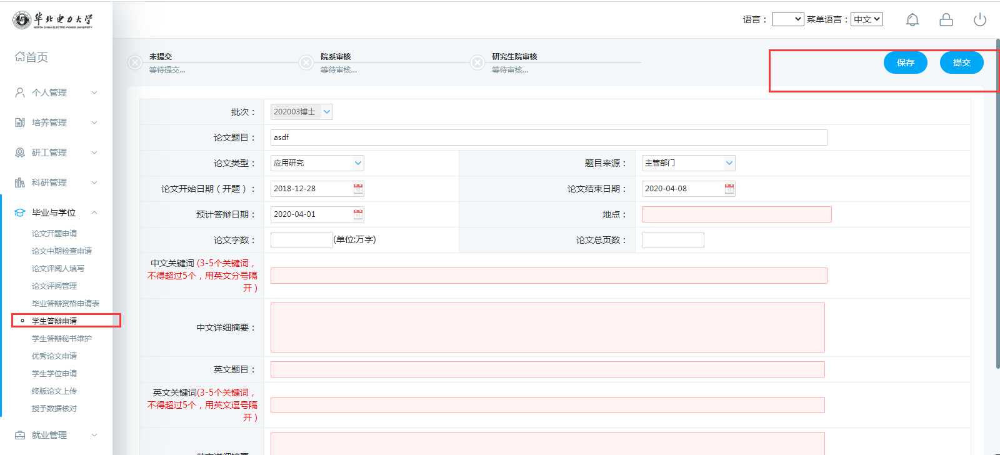 华北电力大学
NORTH CHINA ELECTRIC POWER UNIVERSITY
语言：
菜单语言：中文
首页
个人管理
培养管理
研工管理
科研管理
毕业与学位
论文开题申请
论文中期检查申请
论文评阅人填写
论文评阅管理
毕业答辩资格申请表
学生答辩申请
学生答辩秘书维护
优秀论文申请
学生学位申请
终版论文上传
授予数据核对
就业管理
未提交
等待提交...
院系审核
等待审核...
研究生院审核
等待审核...
保存
提交
批次： 202003博士
论文题目： asdf
论文类型： 应用研究
题目来源： 主管部门
论文开始日期（开题）： 2018-12-28
论文结束日期： 2020-04-08
预计答辩日期： 2020-04-01
地点：
论文字数： (单位:万字)
论文总页数：
中文关键词 (3-5个关键词，
不得超过5个，用英文分号隔
开）
中文详细摘要：
英文题目：
英文关键词(3-5个关键词，
不得超过5个，用英文逗号隔
开）